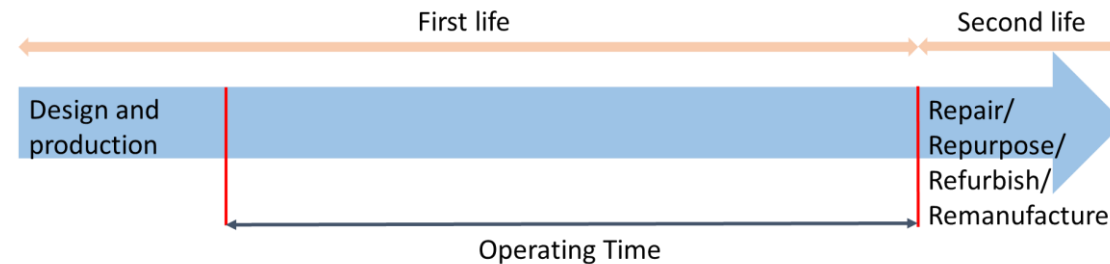 First life
Second life
Design and
production
Repair/
Repurpose/
Refurbish/
Remanufacture
Operating Time